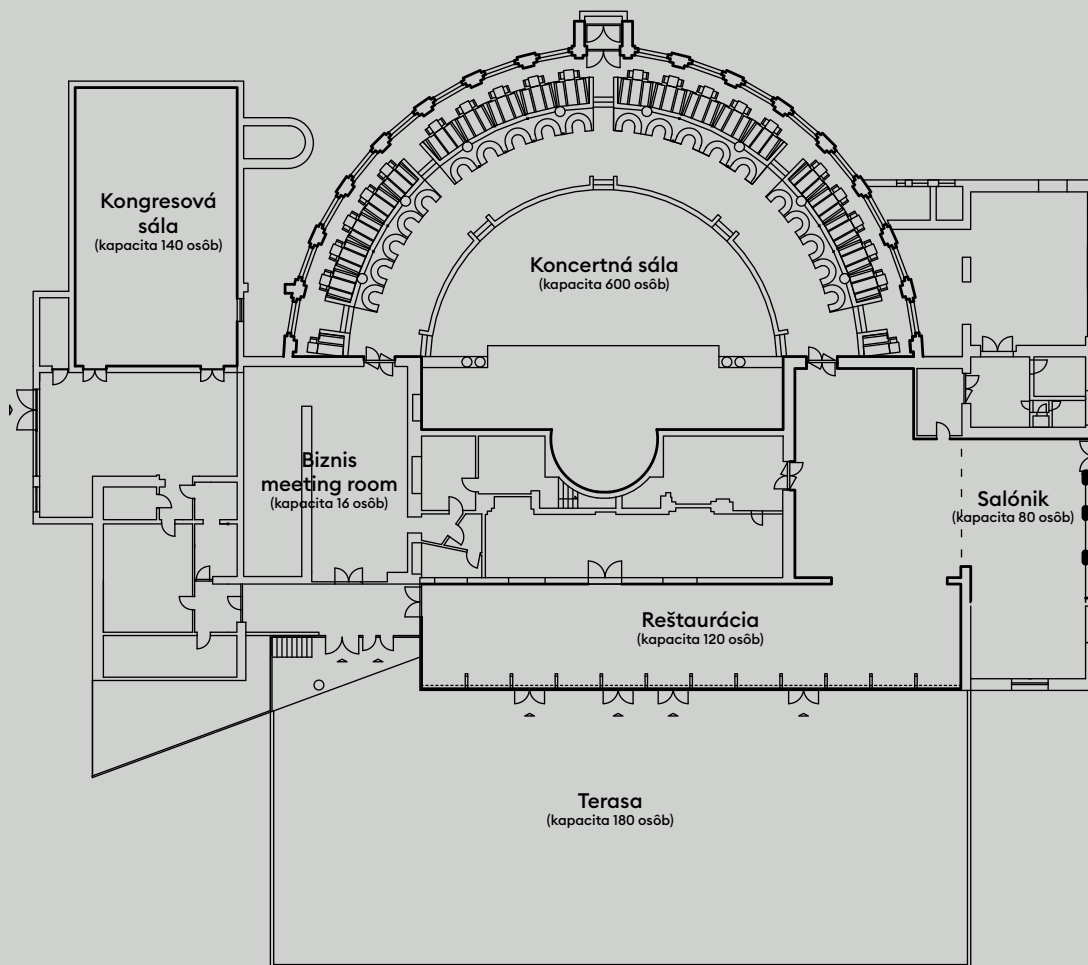 Kongresová
sála
(kapacita 140 osôb)
Koncertná sála
(kapacita 600 osôb)
Biznis
meeting room
(kapacita 16 osôb)
Salónik
(kapacita 80 osôb)
Reštaurácia
(kapacita 120 osôb)
Terasa
(kapacita 180 osôb)